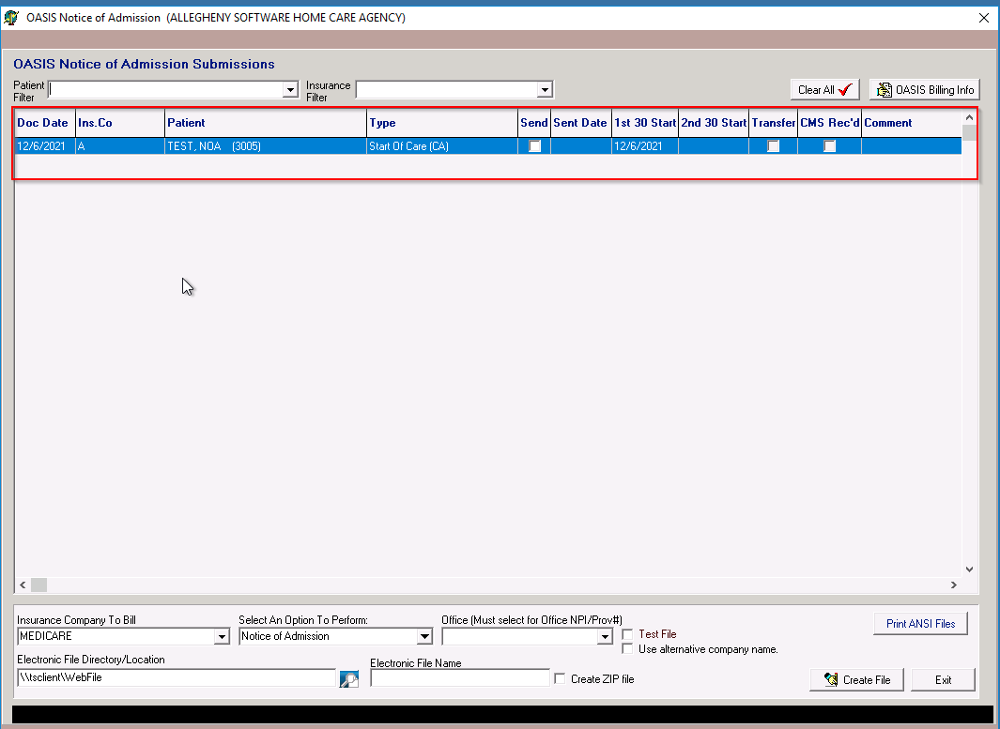 OASIS Notice of Admission (ALLEGHENY SOFTWARE HOME CARE AGENCY)
OASIS Notice of Admission Submissions
Patient Filter
Insurance Filter
Clear All
OASIS Billing Info
Doc Date Ins.Co Patient Type Send Sent Date 1st 30 Start 2nd 30 Start Transfer CMS Rec'd Comment
12/6/2021 A TEST, NOA (3005) Start Of Care (CA) 12/6/2021
Insurance Company To Bill
MEDICARE
Select An Option To Perform:
Notice of Admission
Office (Must select for Office NPI/Prov#)
Test File
Use alternative company name.
Print ANSI Files
Electronic File Directory/Location
\\tsclient\WebFile
Electronic File Name
Create ZIP file
Create File
Exit